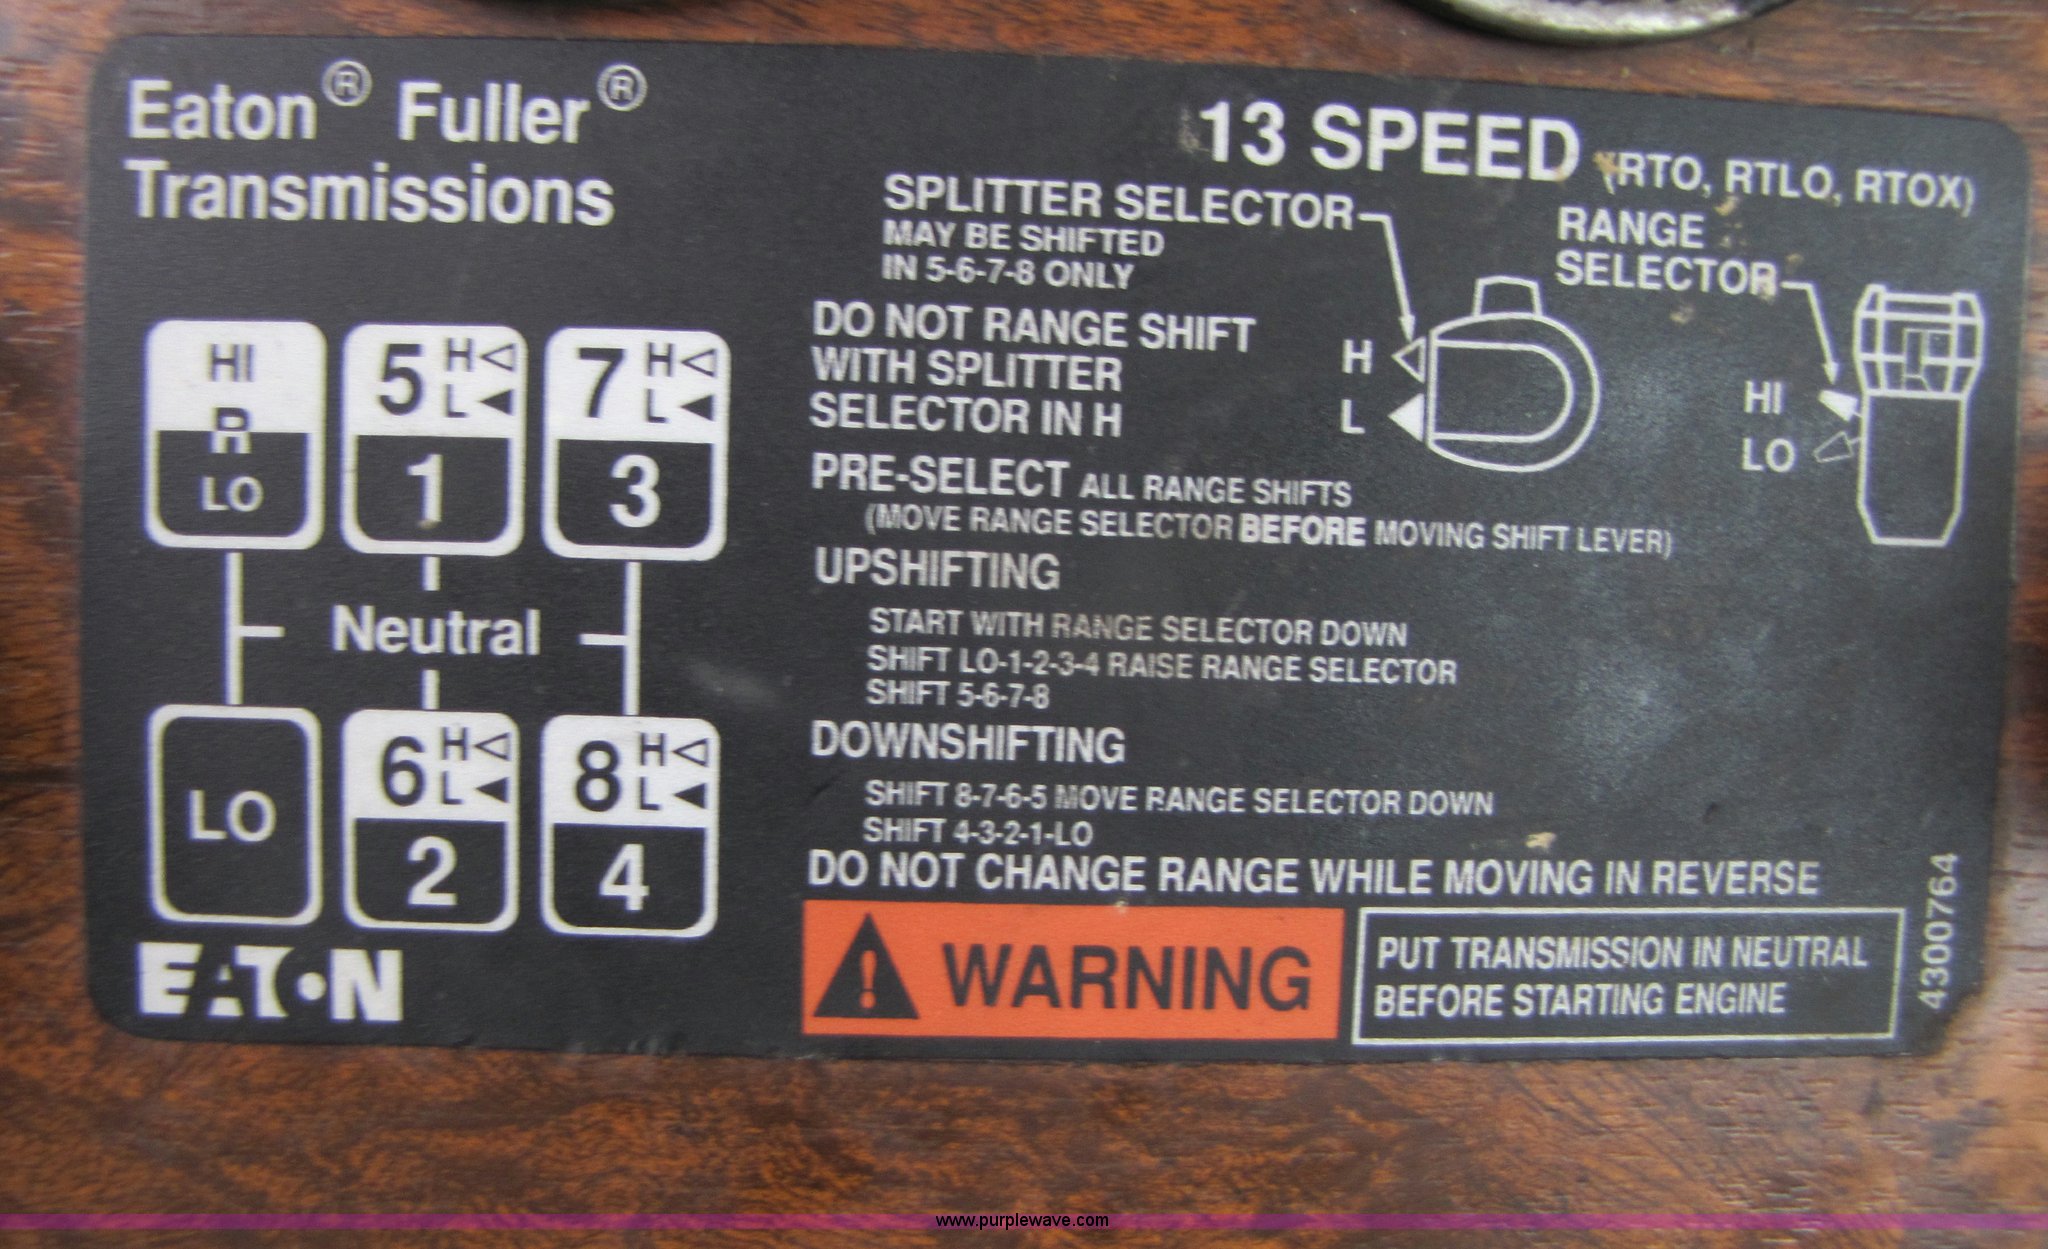 Eaton® Fuller®
Transmissions
13 SPEED (RTO, RTLO, RTOX)
SPLITTER SELECTOR
MAY BE SHIFTED
IN 5-6-7-8 ONLY
RANGE
SELECTOR
DO NOT RANGE SHIFT
WITH SPLITTER
SELECTOR IN H
H
L
HI
LO
PRE-SELECT ALL RANGE SHIFTS
(MOVE RANGE SELECTOR BEFORE MOVING SHIFT LEVER)
UPSHIFTING
START WITH RANGE SELECTOR DOWN
SHIFT LO-1-2-3-4 RAISE RANGE SELECTOR
SHIFT 5-6-7-8
DOWNSHIFTING
SHIFT 8-7-6-5 MOVE RANGE SELECTOR DOWN
SHIFT 4-3-2-1-LO
DO NOT CHANGE RANGE WHILE MOVING IN REVERSE
WARNING
PUT TRANSMISSION IN NEUTRAL
BEFORE STARTING ENGINE
4300764
HI
R
LO
5 H
L
1
7 H
L
3
Neutral
LO
6 H
L
2
8 H
L
4
EATON
www.purplewave.com